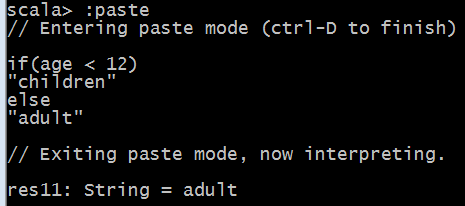 scala> :paste
// Entering paste mode (ctrl-D to finish)
if(age < 12)
"children"
else
"adult"
// Exiting paste mode, now interpreting.
res11: String = adult